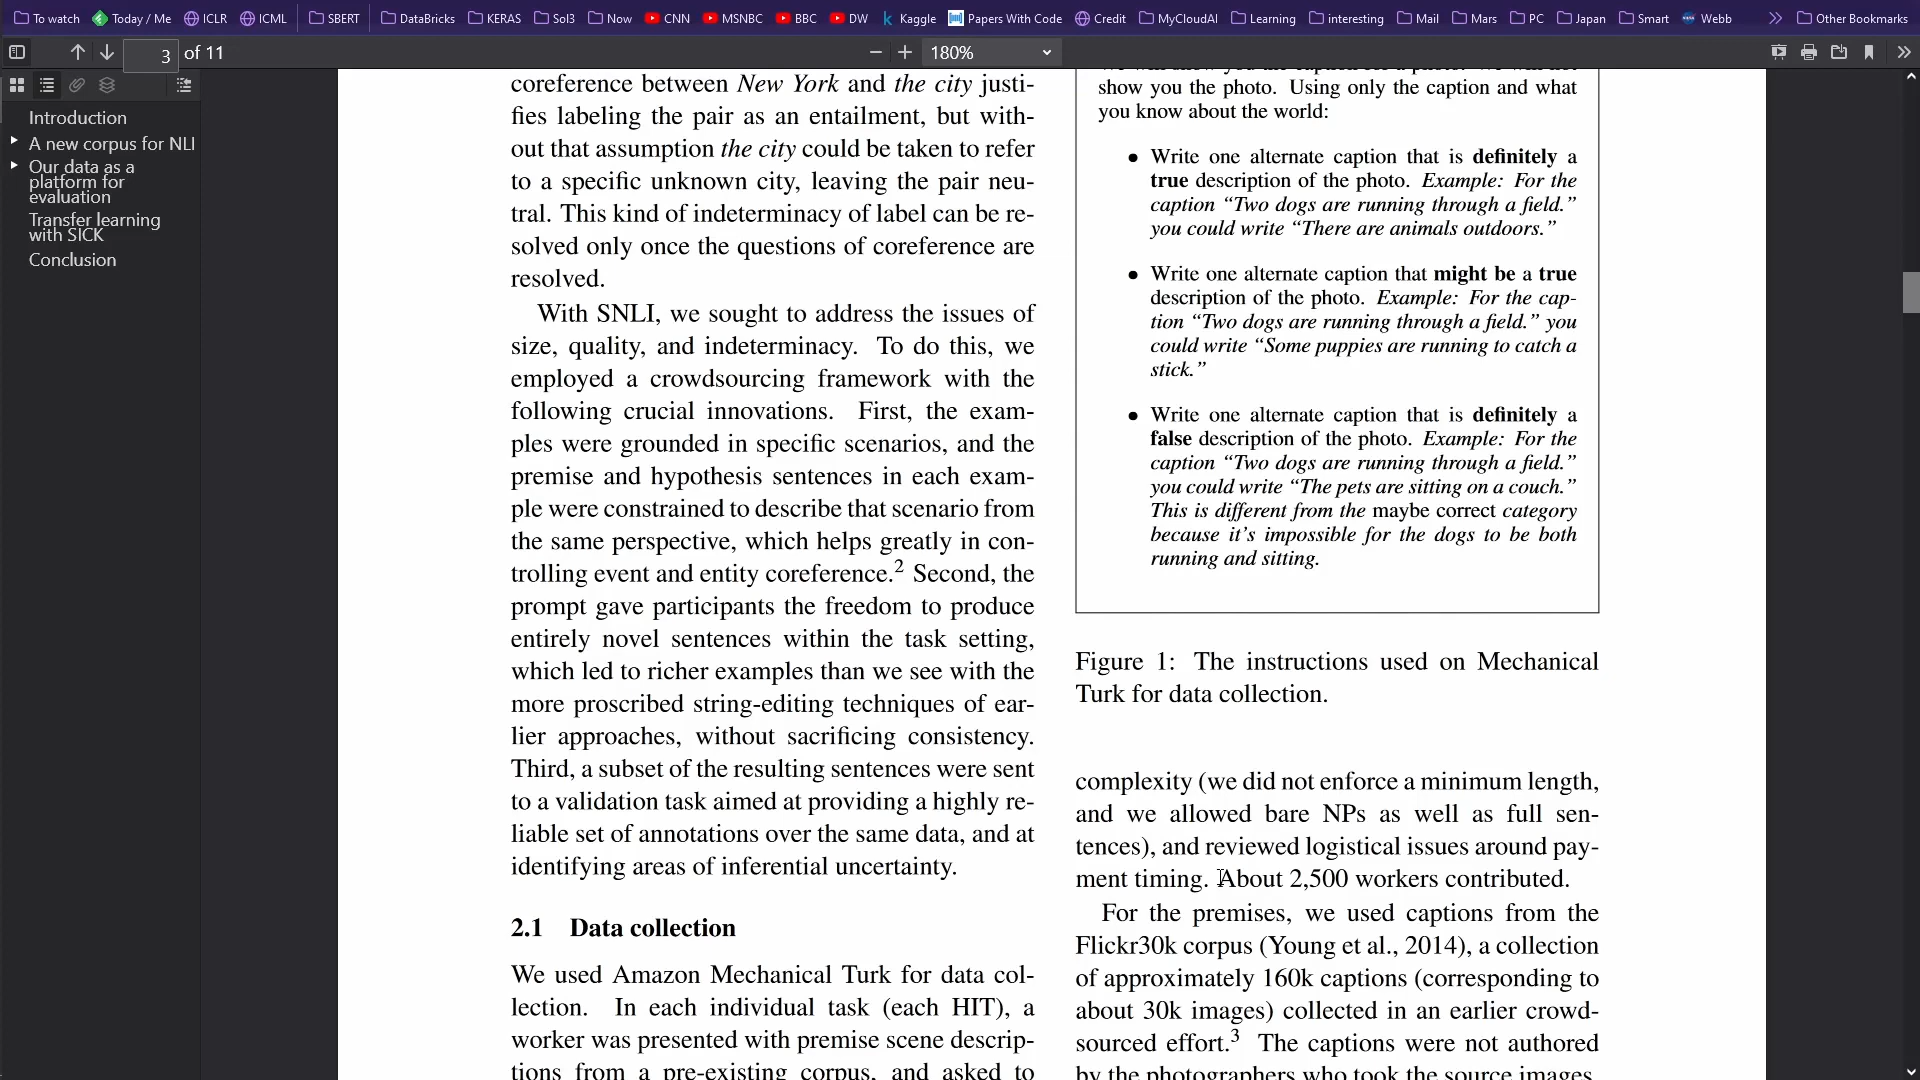 To watch
Today / Me
ICLR
ICML
SBERT
DataBricks
KERAS
Sol3
Now
CNN
MSNBC
BBC
DW
Kaggle
Papers With Code
Credit
MyCloudAI
Learning
interesting
Mail
Mars
PC
Japan
Smart
Webb
Other Bookmarks
3 of 11
180%
Introduction
A new corpus for NLI
Our data as a
platform for
evaluation
Transfer learning
with SICK
Conclusion
coreference between New York and the city justi-
fies labeling the pair as an entailment, but with-
out that assumption the city could be taken to refer
to a specific unknown city, leaving the pair neu-
tral. This kind of indeterminacy of label can be re-
solved only once the questions of coreference are
resolved.
With SNLI, we sought to address the issues of
size, quality, and indeterminacy. To do this, we
employed a crowdsourcing framework with the
following crucial innovations. First, the exam-
ples were grounded in specific scenarios, and the
premise and hypothesis sentences in each exam-
ple were constrained to describe that scenario from
the same perspective, which helps greatly in con-
trolling event and entity coreference.2 Second, the
prompt gave participants the freedom to produce
entirely novel sentences within the task setting,
which led to richer examples than we see with the
more proscribed string-editing techniques of ear-
lier approaches, without sacrificing consistency.
Third, a subset of the resulting sentences were sent
to a validation task aimed at providing a highly re-
liable set of annotations over the same data, and at
identifying areas of inferential uncertainty.
2.1 Data collection
We used Amazon Mechanical Turk for data col-
lection. In each individual task (each HIT), a
worker was presented with premise scene descrip-
tions from a pre-existing corpus, and asked to
show you the photo. Using only the caption and what
you know about the world:
• Write one alternate caption that is definitely a
true description of the photo. Example: For the
caption “Two dogs are running through a field.”
you could write “There are animals outdoors.”
• Write one alternate caption that might be a true
description of the photo. Example: For the cap-
tion “Two dogs are running through a field.” you
could write “Some puppies are running to catch a
stick.”
• Write one alternate caption that is definitely a
false description of the photo. Example: For the
caption “Two dogs are running through a field.”
you could write “The pets are sitting on a couch.”
This is different from the maybe correct category
because it’s impossible for the dogs to be both
running and sitting.
Figure 1: The instructions used on Mechanical
Turk for data collection.
complexity (we did not enforce a minimum length,
and we allowed bare NPs as well as full sen-
tences), and reviewed logistical issues around pay-
ment timing. About 2,500 workers contributed.
For the premises, we used captions from the
Flickr30k corpus (Young et al., 2014), a collection
of approximately 160k captions (corresponding to
about 30k images) collected in an earlier crowd-
sourced effort.3 The captions were not authored
by the photographers who took the source images,